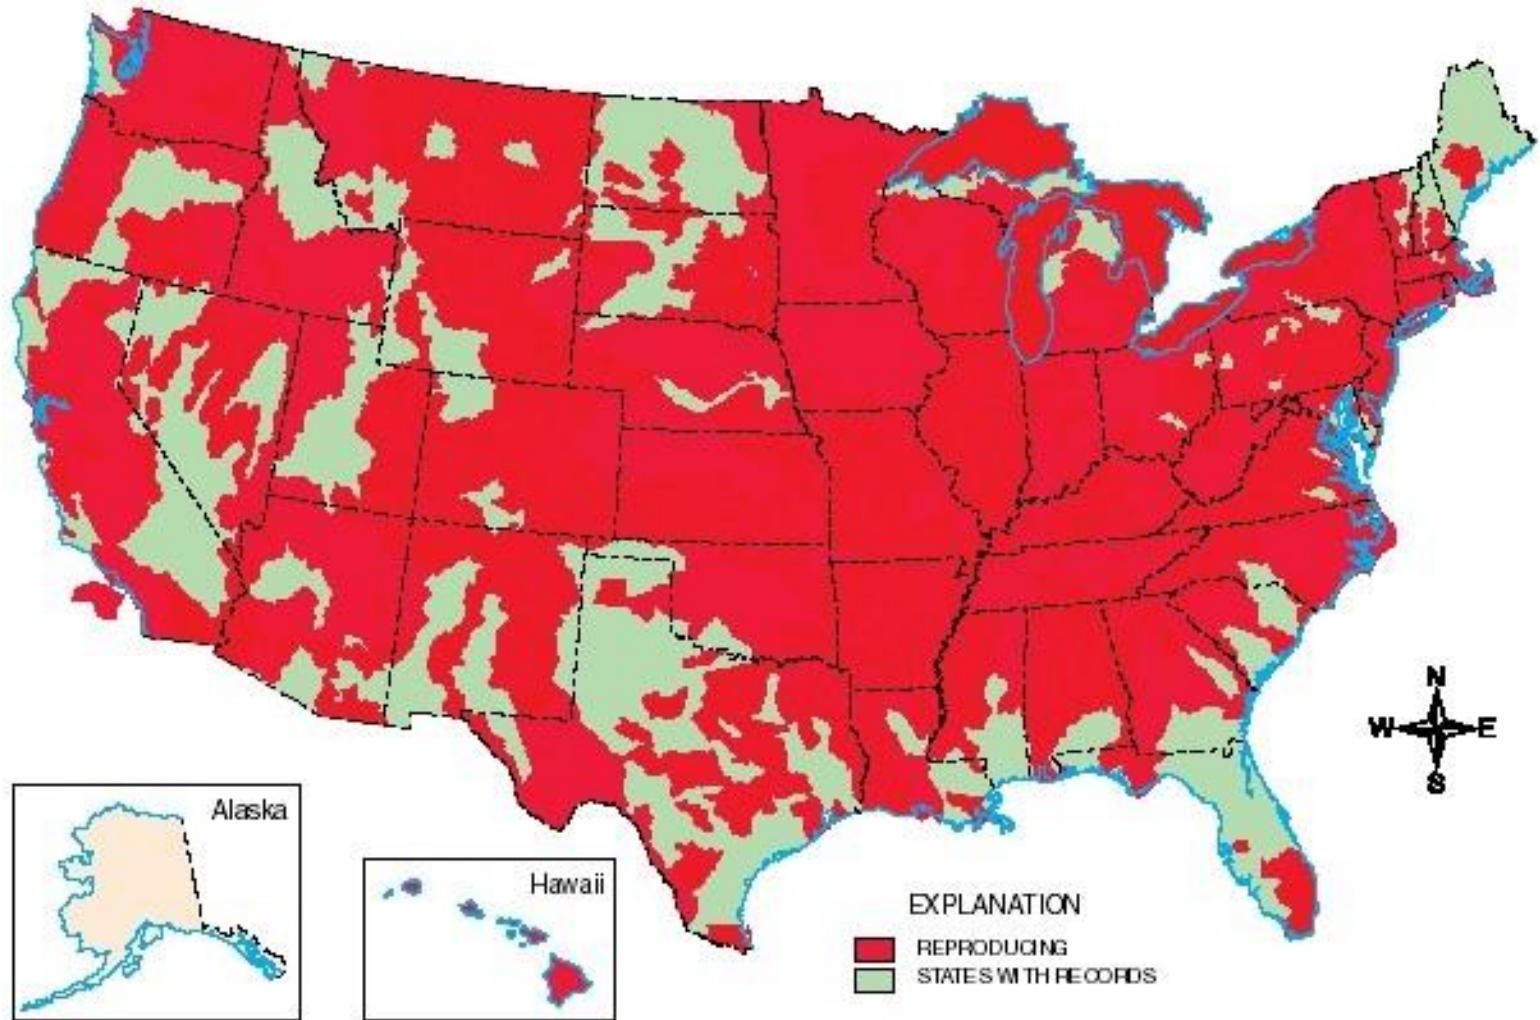 N
W E
S
Alaska
Hawaii
EXPLANATION
REPRODUCING
STATES WITH RECORDS